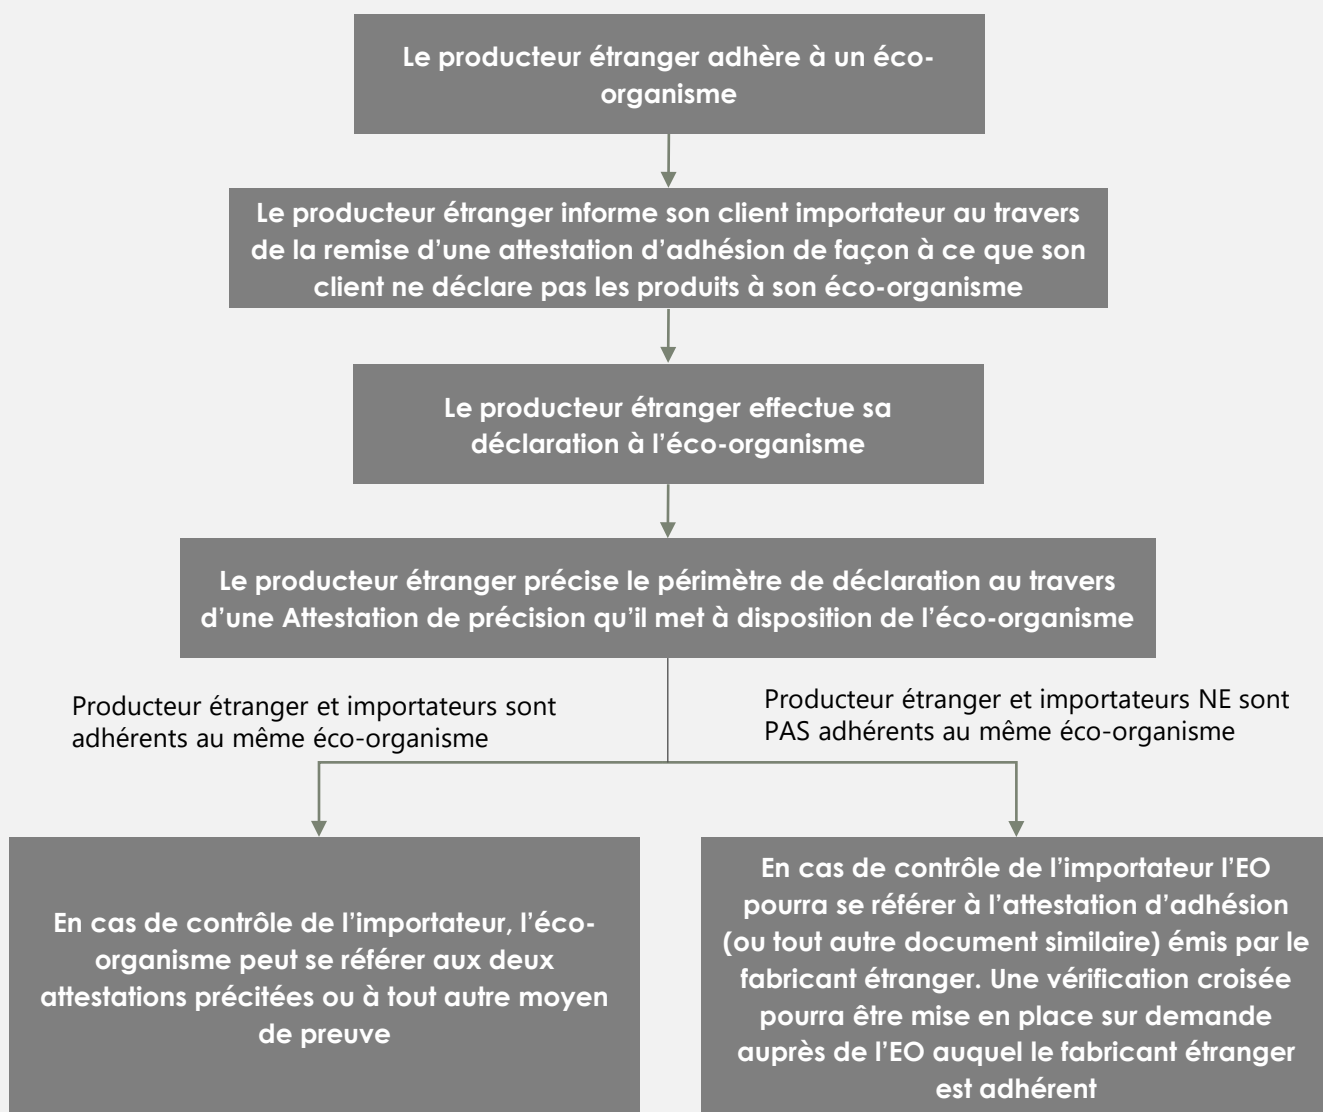 Le producteur étranger adhère à un éco-
organisme
Le producteur étranger informe son client importateur au travers
de la remise d’une attestation d’adhésion de façon à ce que son
client ne déclare pas les produits à son éco-organisme
Le producteur étranger effectue sa
déclaration à l’éco-organisme
Le producteur étranger précise le périmètre de déclaration au travers
d’une Attestation de précision qu’il met à disposition de l’éco-organisme
Producteur étranger et importateurs sont
adhérents au même éco-organisme
Producteur étranger et importateurs NE sont
PAS adhérents au même éco-organisme
En cas de contrôle de l’importateur, l’éco-
organisme peut se référer aux deux
attestations précitées ou à tout autre moyen
de preuve
En cas de contrôle de l’importateur l’EO
pourra se référer à l’attestation d’adhésion
(ou tout autre document similaire) émis par le
fabricant étranger. Une vérification croisée
pourra être mise en place sur demande
auprès de l’EO auquel le fabricant étranger
est adhérent